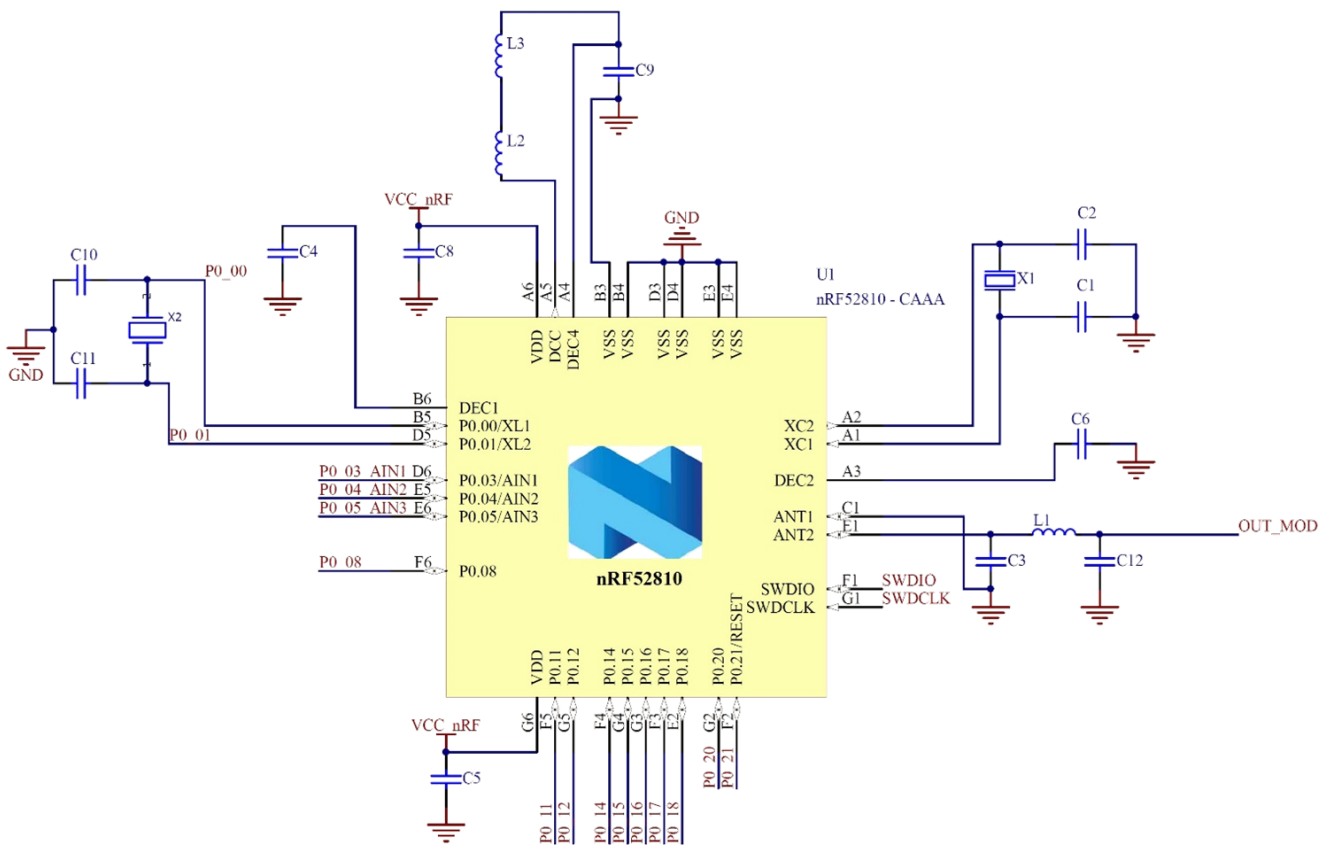 L3
C9
L2
VCC_nRF
C8
C4
GND
C2
X1
C1
U1
nRF52810 - CAAA
C10
P0_00
2
X2
1
C11
GND
P0_01
A6
A5
A4
B3
B4
D3
D4
E3
E4
VDD
DCC
DEC4
VSS
VSS
VSS
VSS
VSS
VSS
B6
DEC1
B5
P0.00/XL1
D5
P0.01/XL2
P0_03_AIN1
D6
P0.03/AIN1
P0_04_AIN2
E5
P0.04/AIN2
P0_05_AIN3
E6
P0.05/AIN3
P0_08
F6
P0.08
nRF52810
XC2
A2
XC1
A1
C6
DEC2
A3
ANT1
C1
ANT2
E1
L1
OUT_MOD
C3
C12
SWDIO
F1
SWDIO
SWDCLK
G1
SWDCLK
VDD
P0.11
P0.12
P0.14
P0.15
P0.16
P0.17
P0.18
P0.20
P0.21/RESET
G6
F5
G5
F4
G4
G3
F3
E2
G2
F2
VCC_nRF
C5
P0_11
P0_12
P0_14
P0_15
P0_16
P0_17
P0_18
P0_20
P0_21